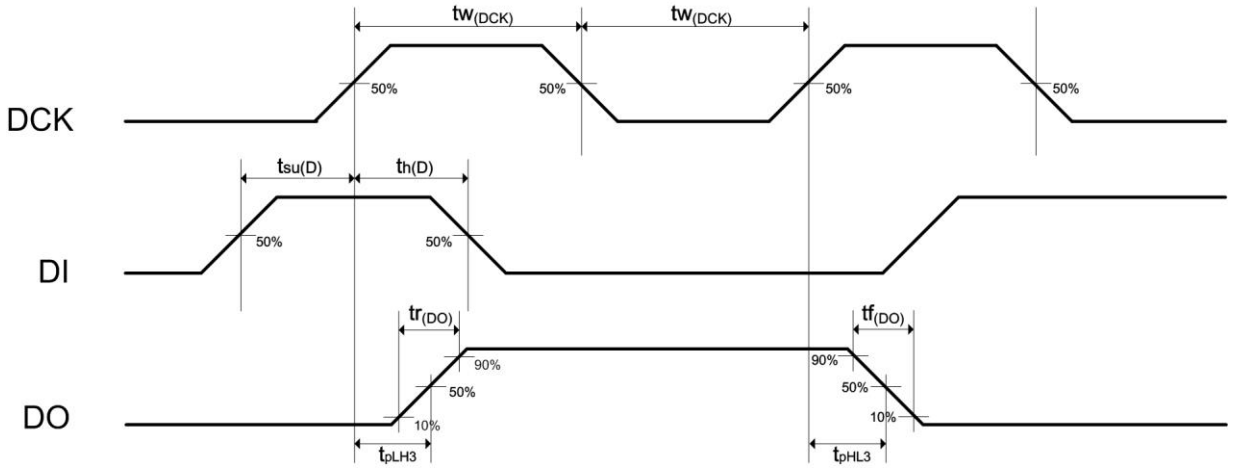 tw(DCK) tw(DCK)
50% 50% 50% 50%
DCK
tsu(D) th(D)
50% 50%
DI
tr(DO) tf(DO)
90% 90%
50% 50%
DO
10% 10%
tpLH3 tpHL3